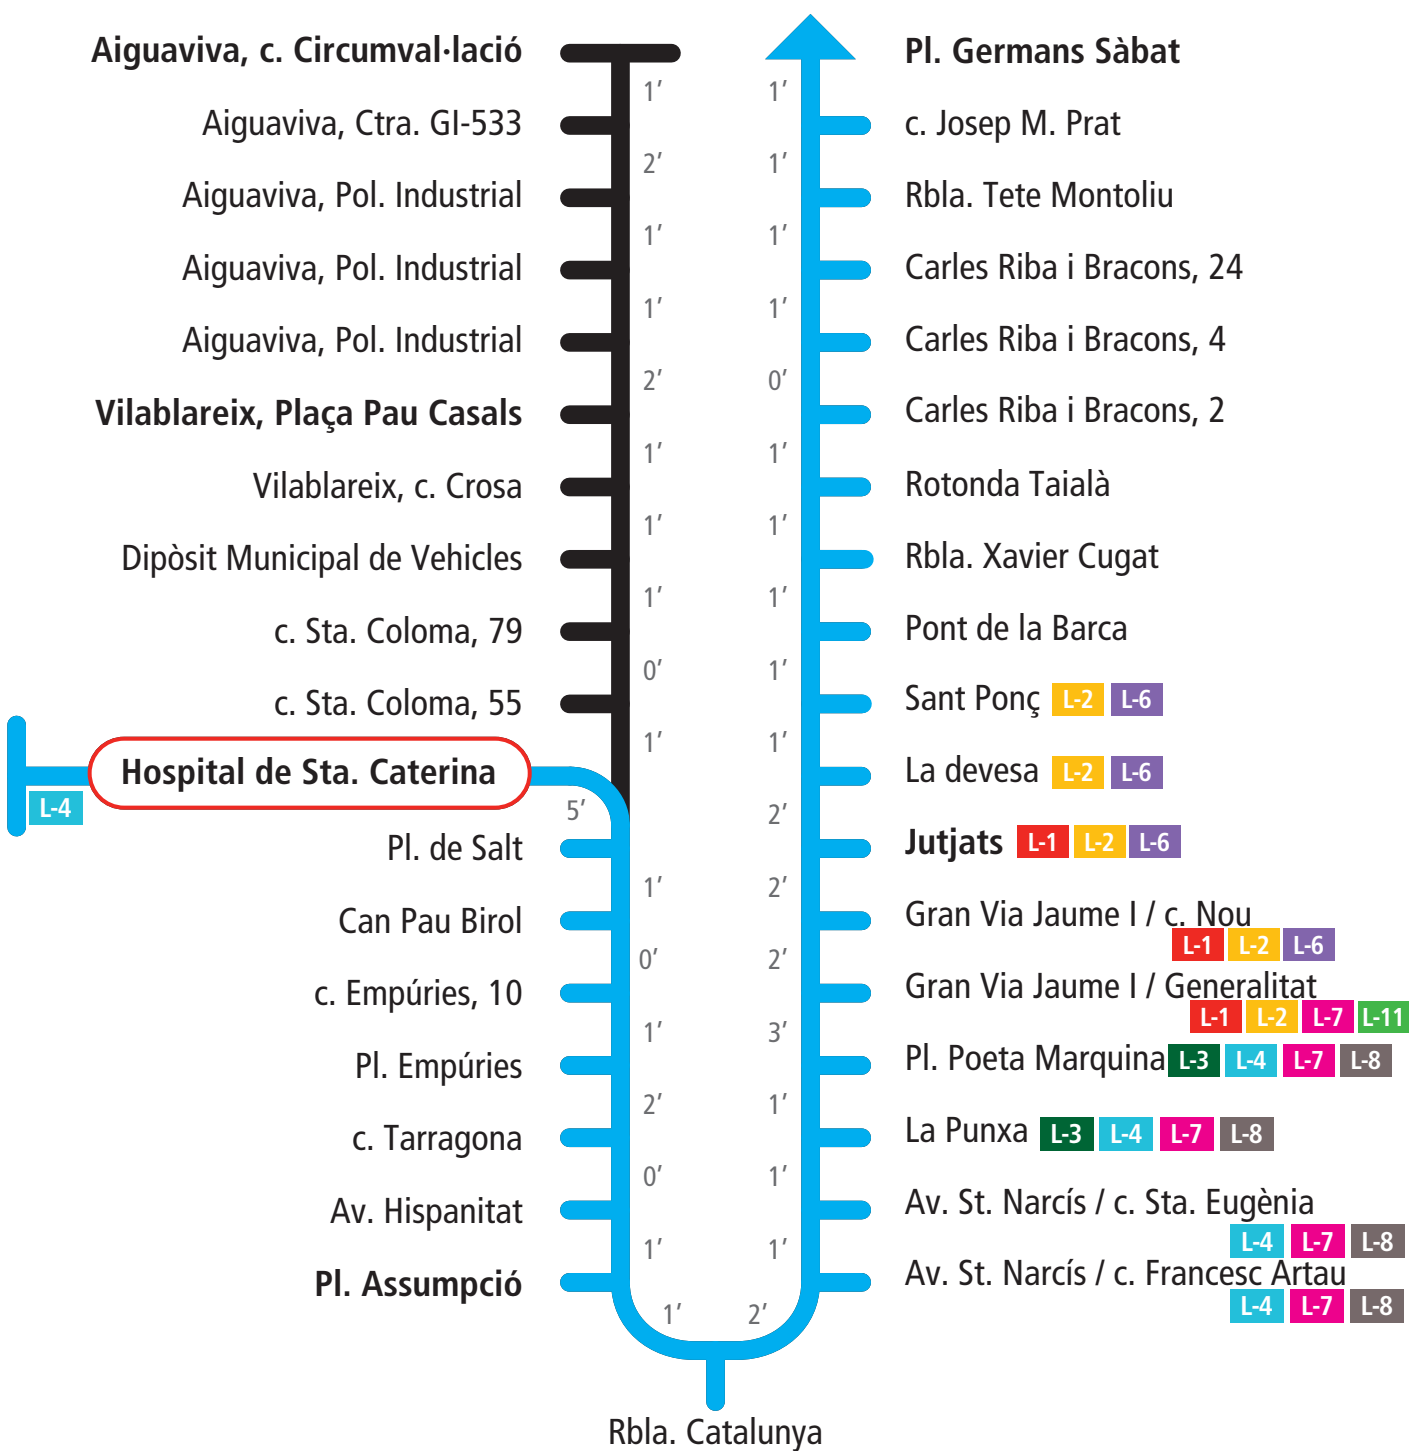 Aiguaviva, c. Circumval·lació
1’
Aiguaviva, Ctra. GI-533
2’
Aiguaviva, Pol. Industrial
1’
Aiguaviva, Pol. Industrial
1’
Aiguaviva, Pol. Industrial
2’
Vilablareix, Plaça Pau Casals
1’
Vilablareix, c. Crosa
1’
Dipòsit Municipal de Vehicles
1’
c. Sta. Coloma, 79
0’
c. Sta. Coloma, 55
1’
Hospital de Sta. Caterina
L-4
5’
Pl. de Salt
1’
Can Pau Birol
0’
c. Empúries, 10
1’
Pl. Empúries
2’
c. Tarragona
0’
Av. Hispanitat
1’
Pl. Assumpció
1’
Rbla. Catalunya
2’
Pl. Germans Sàbat
1’
c. Josep M. Prat
1’
Rbla. Tete Montoliu
1’
Carles Riba i Bracons, 24
1’
Carles Riba i Bracons, 4
0’
Carles Riba i Bracons, 2
1’
Rotonda Taialà
1’
Rbla. Xavier Cugat
1’
Pont de la Barca
1’
Sant Ponç L-2 L-6
1’
La devesa L-2 L-6
2’
Jutjats L-1 L-2 L-6
2’
Gran Via Jaume I / c. Nou
L-1 L-2 L-6
2’
Gran Via Jaume I / Generalitat
L-1 L-2 L-7 L-11
3’
Pl. Poeta Marquina L-3 L-4 L-7 L-8
1’
La Punxa L-3 L-4 L-7 L-8
1’
Av. St. Narcís / c. Sta. Eugènia
L-4 L-7 L-8
1’
Av. St. Narcís / c. Francesc Artau
L-4 L-7 L-8